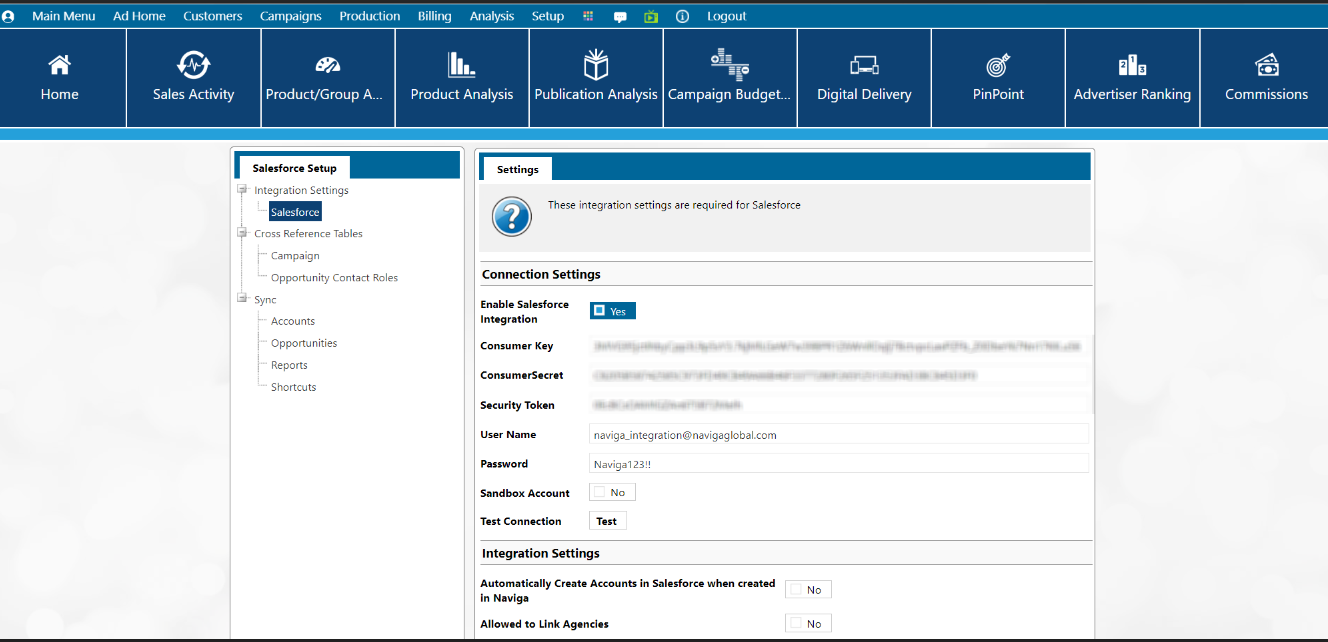 Main Menu Ad Home Customers Campaigns Production Billing Analysis Setup Logout
Home Sales Activity Product/Group A... Product Analysis Publication Analysis Campaign Budget... Digital Delivery PinPoint Advertiser Ranking Commissions
Salesforce Setup
Integration Settings
Salesforce
Cross Reference Tables
Campaign
Opportunity Contact Roles
Sync
Accounts
Opportunities
Reports
Shortcuts
Settings
These integration settings are required for Salesforce
Connection Settings
Enable Salesforce
Integration
Yes
Consumer Key
ConsumerSecret
Security Token
User Name naviga_integration@navigaglobal.com
Password Naviga123!!
Sandbox Account No
Test Connection Test
Integration Settings
Automatically Create Accounts in Salesforce when created
in Naviga
No
Allowed to Link Agencies No